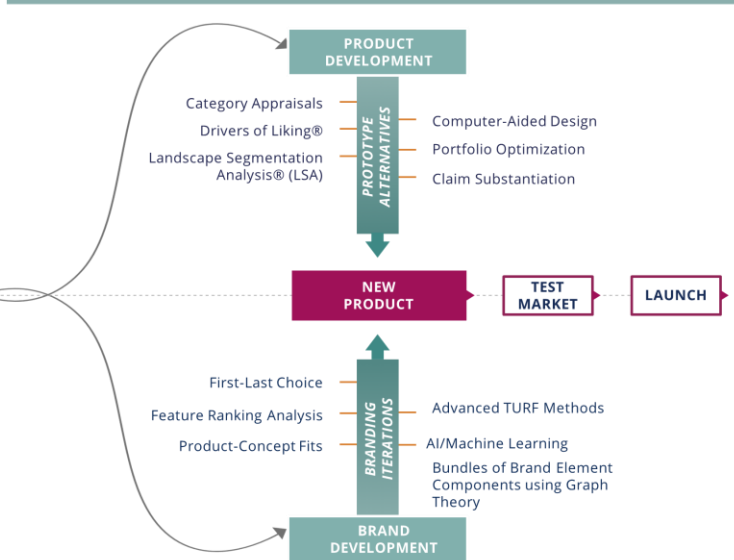 PRODUCT
DEVELOPMENT
Category Appraisals
Drivers of Liking®
Landscape Segmentation
Analysis® (LSA)
PROTOTYPE
ALTERNATIVES
Computer-Aided Design
Portfolio Optimization
Claim Substantiation
NEW
PRODUCT
TEST
MARKET
LAUNCH
First-Last Choice
Feature Ranking Analysis
Product-Concept Fits
BRANDING
ITERATIONS
Advanced TURF Methods
AI/Machine Learning
Bundles of Brand Element
Components using Graph
Theory
BRAND
DEVELOPMENT